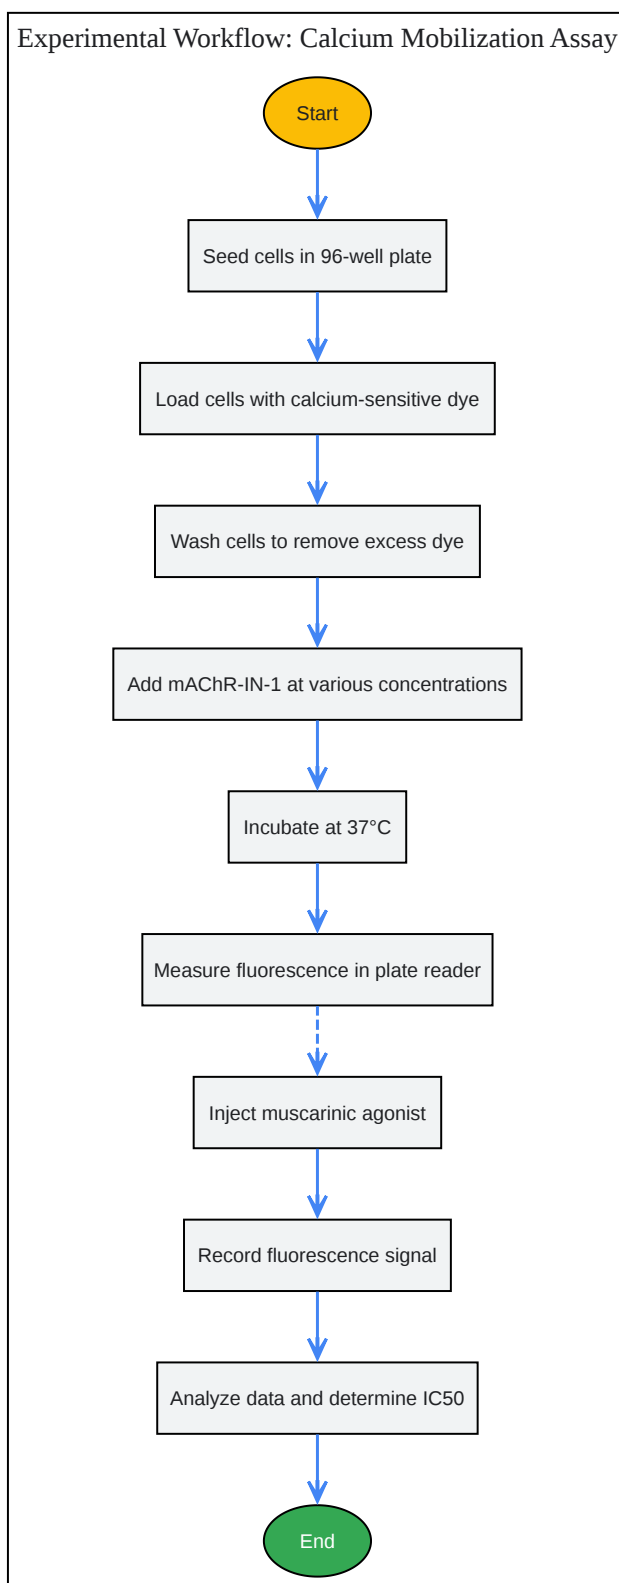 Experimental Workflow: Calcium Mobilization Assay
Start
Seed cells in 96-well plate
Load cells with calcium-sensitive dye
Wash cells to remove excess dye
Add mAChR-IN-1 at various concentrations
Incubate at 37°C
Measure fluorescence in plate reader
Inject muscarinic agonist
Record fluorescence signal
Analyze data and determine IC50
End